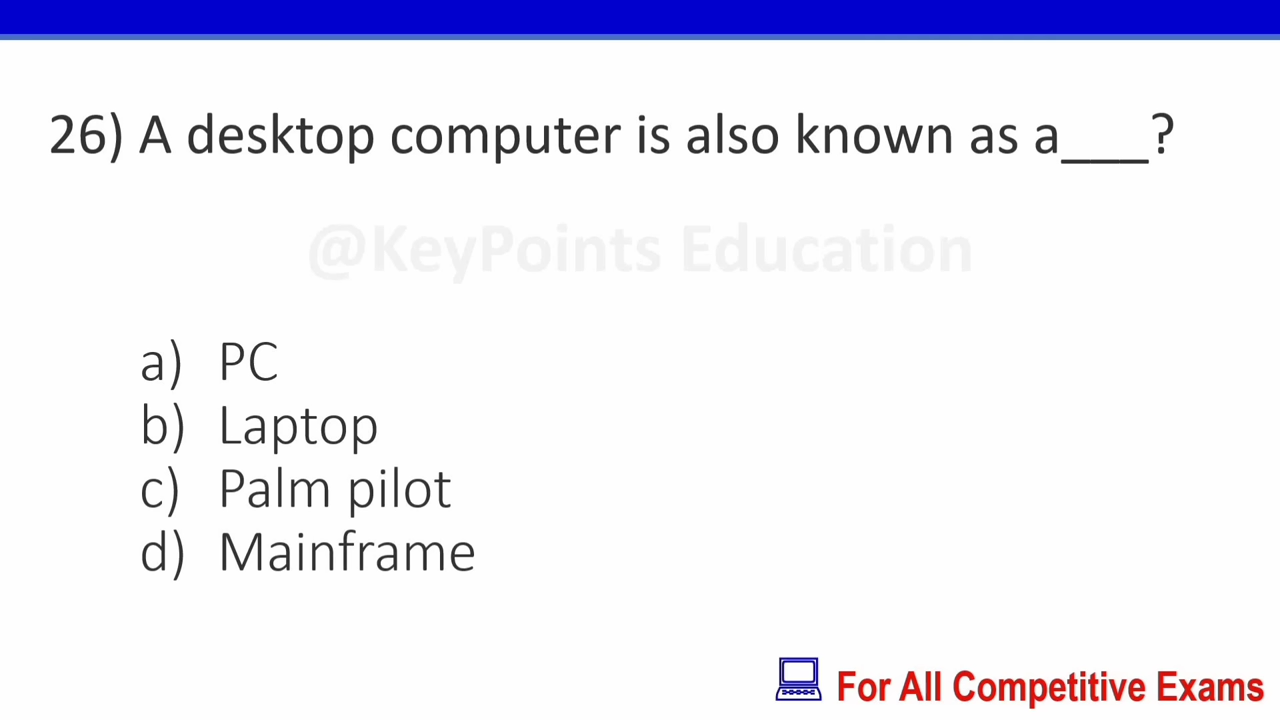 26) A desktop computer is also known as a___?
@KeyPoints Education
a) PC
b) Laptop
c) Palm pilot
d) Mainframe
For All Competitive Exams